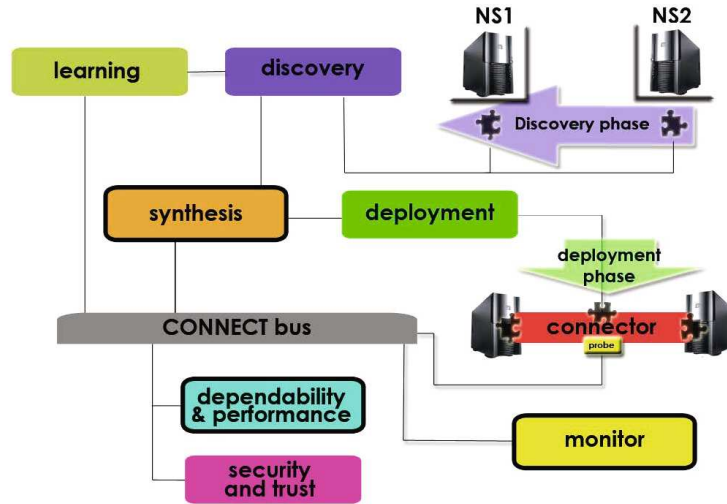 NS1
NS2
learning
discovery
Discovery phase
synthesis
deployment
deployment
phase
CONNECT bus
connector
probe
dependability
& performance
monitor
security
and trust